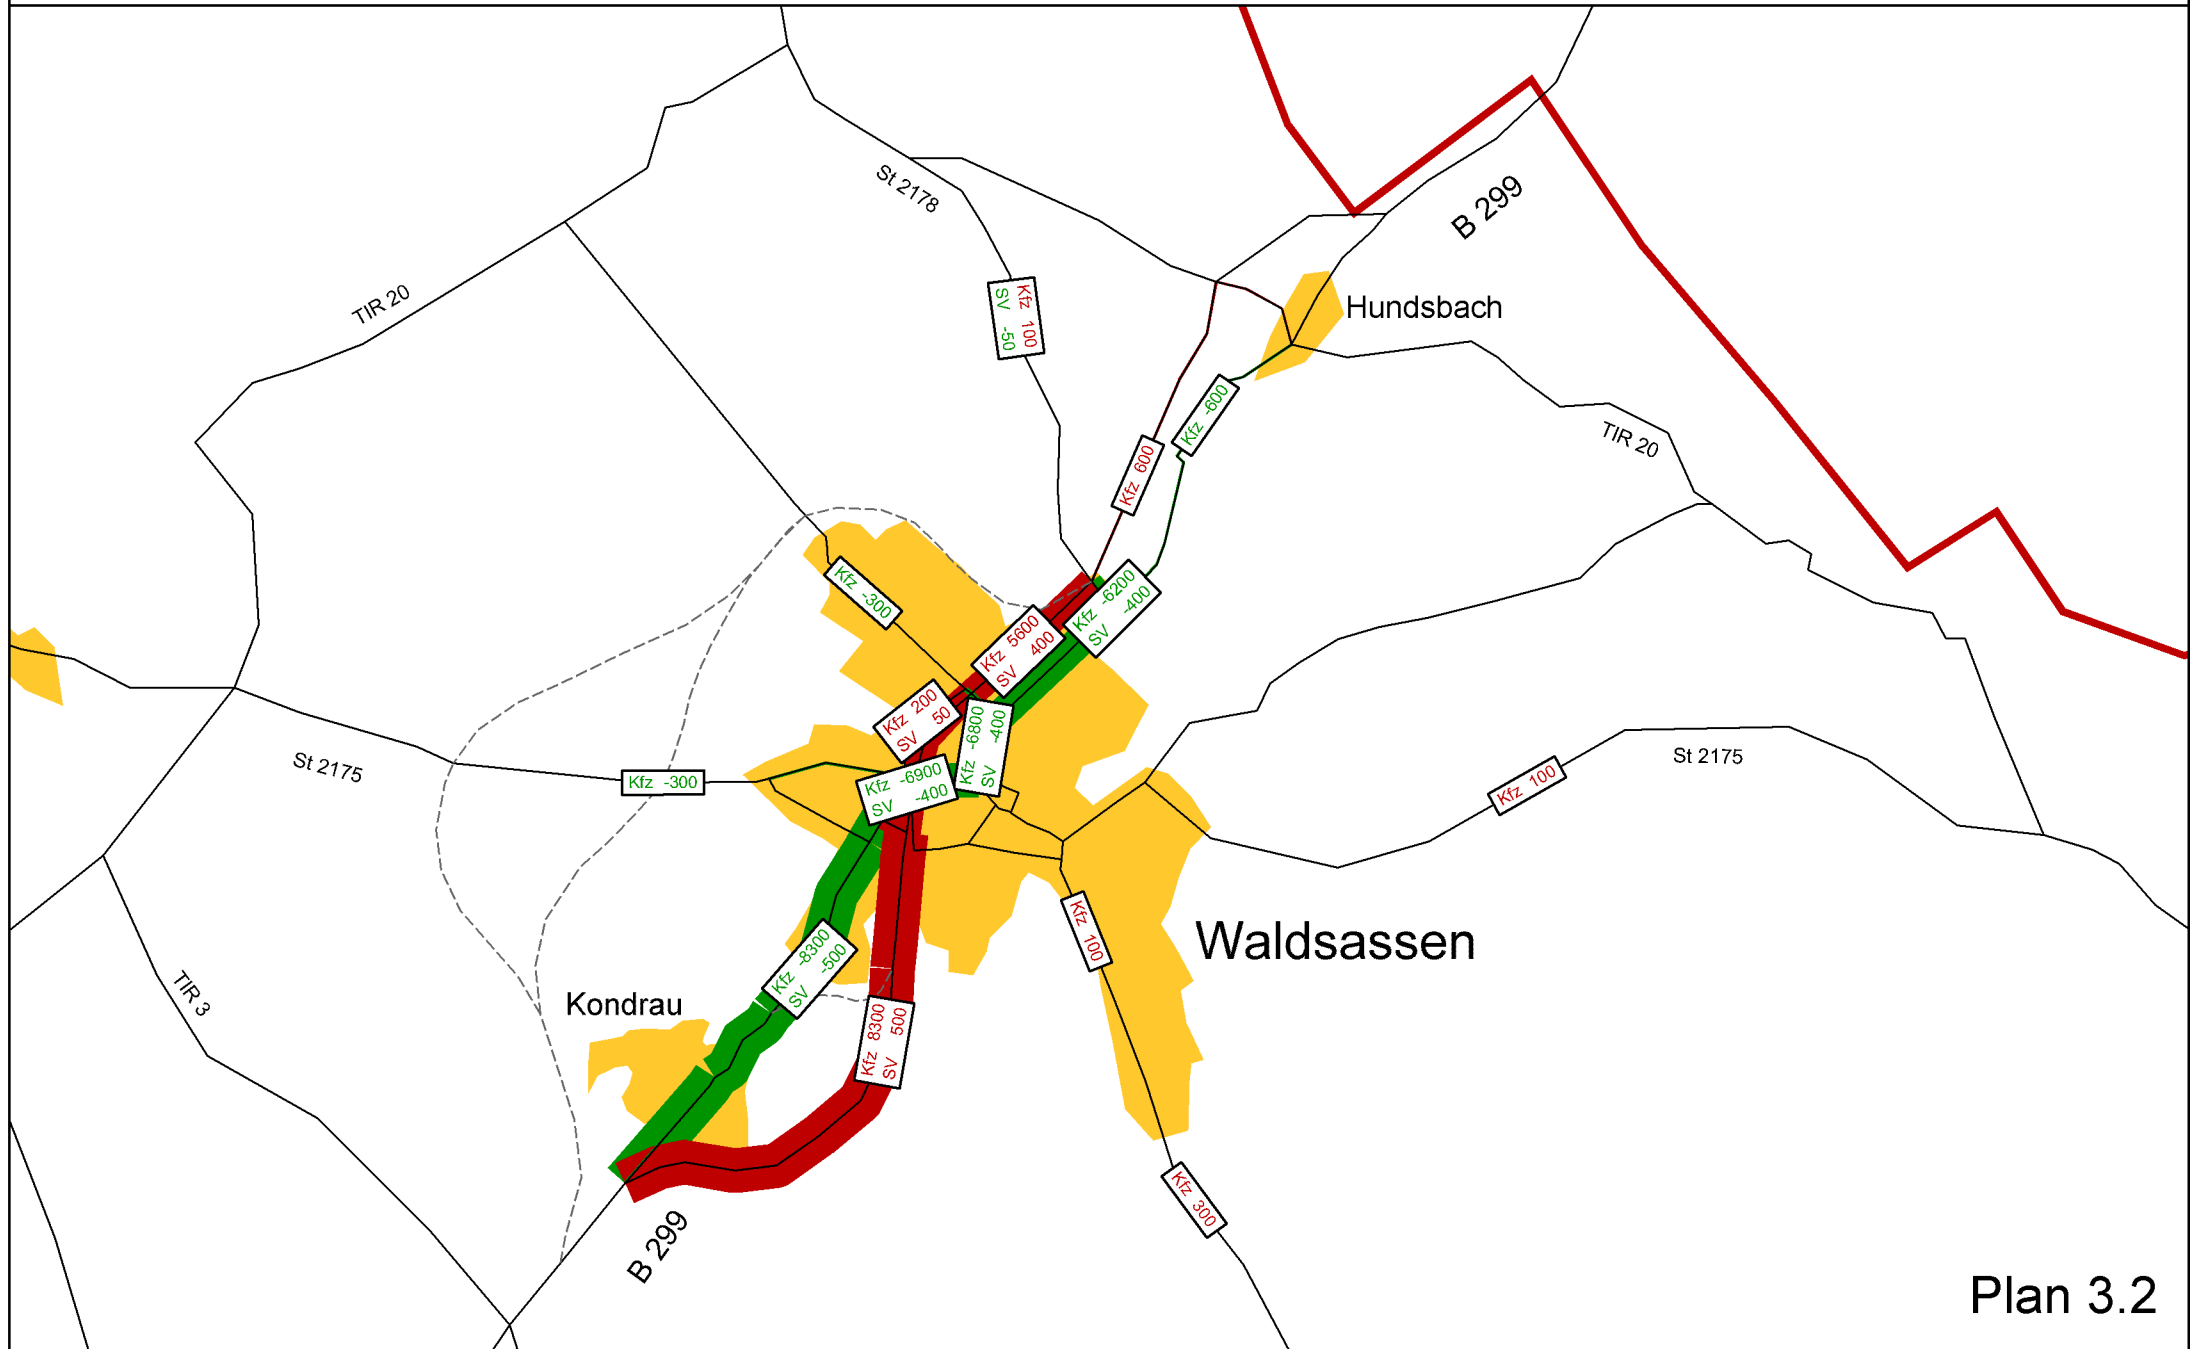 St 2178
B 299
TIR 20
Kfz 100
SV -50
Hundsbach
Kfz -600
Kfz 600
TIR 20
Kfz -300
Kfz -6200
SV -400
Kfz 5600
SV 400
Kfz 200
SV 50
Kfz -6800
SV -400
St 2175
Kfz -300
Kfz -6900
SV -400
St 2175
Kfz 100
Kfz 100
Waldsassen
Kfz -8300
SV -500
TIR 3
Kondrau
Kfz 8300
SV 500
Kfz 300
B 299
Plan 3.2